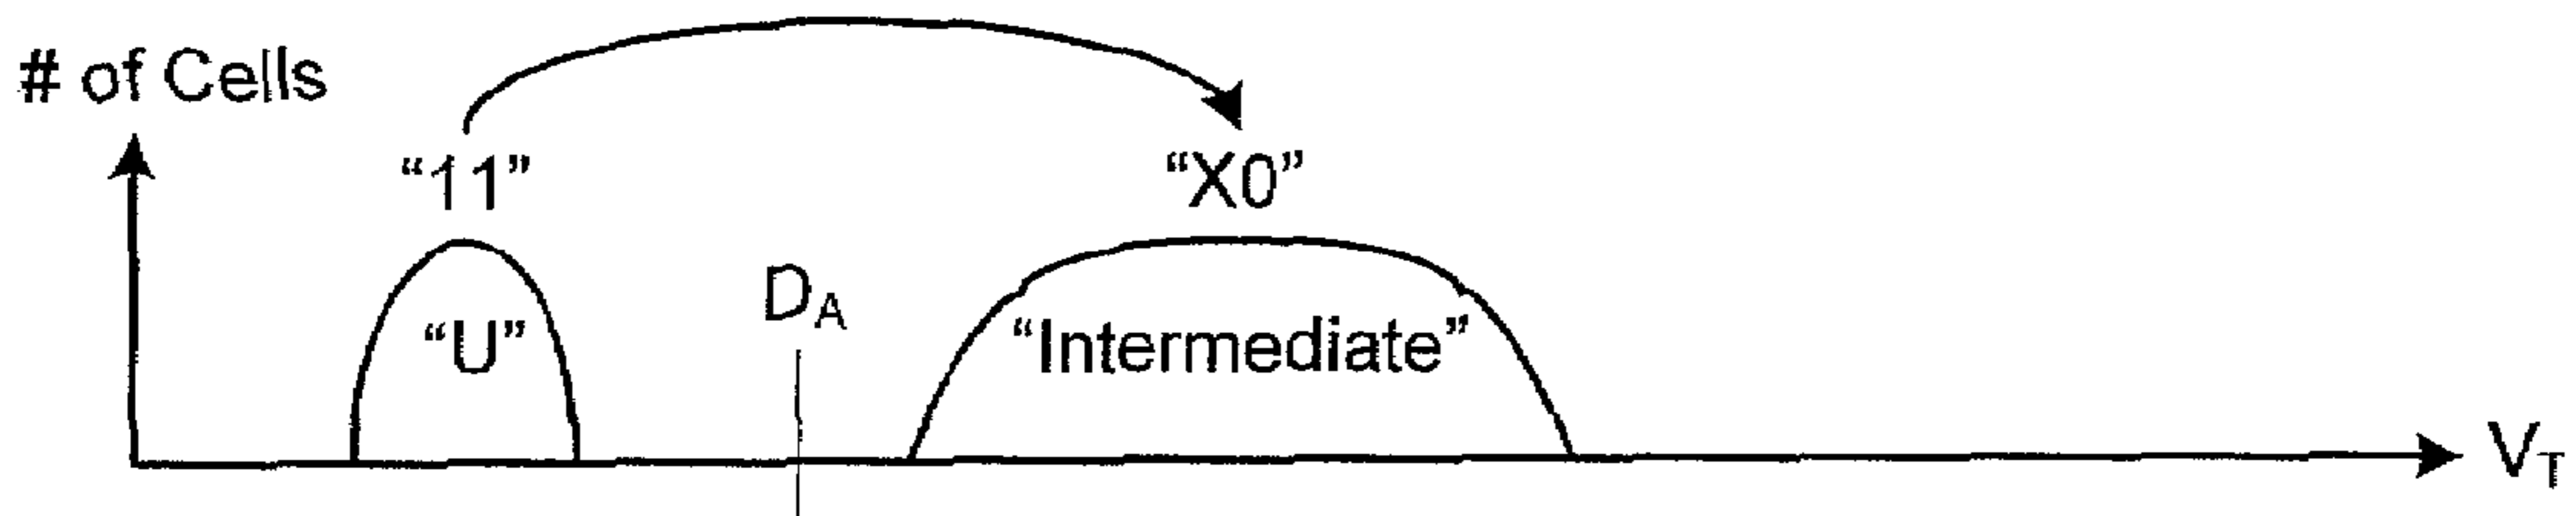 # of Cells
“11”
“X0”
“U”
D_A
“Intermediate”
V_T